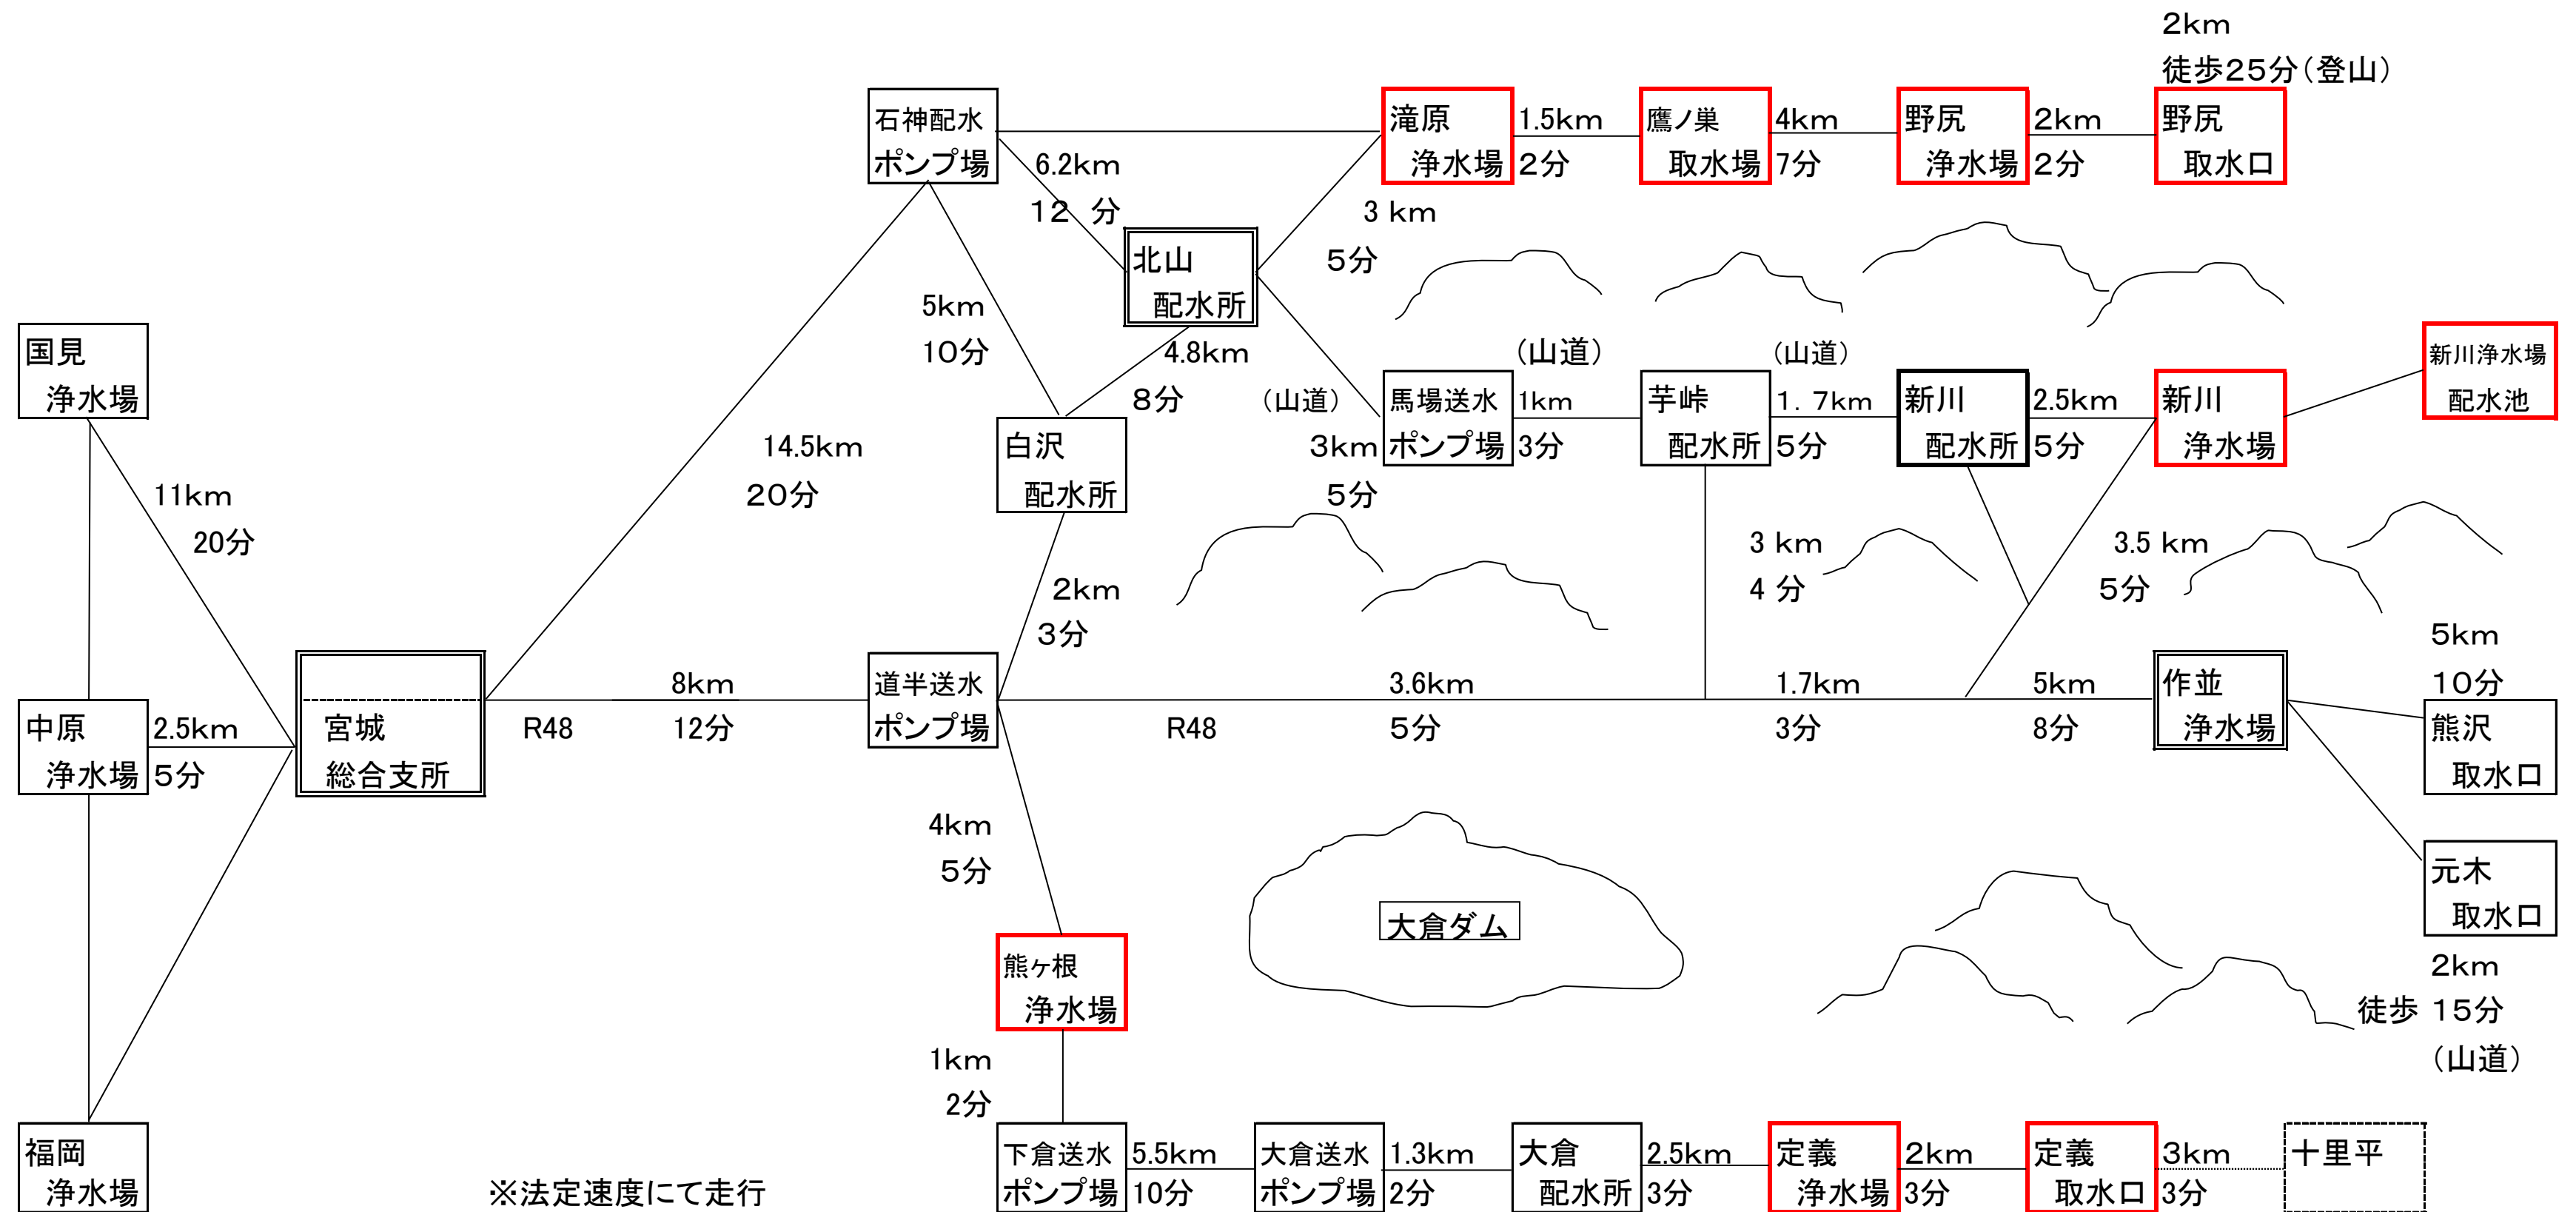 2km
徒歩25分(登山)
石神配水
ポンプ場
滝原
浄水場
1.5km
2分
鷹ノ巣
取水場
4km
7分
野尻
浄水場
2km
2分
野尻
取水口
6.2km
12 分
3 km
5分
北山
配水所
5km
10分
4.8km
8分
国見
浄水場
11km
20分
14.5km
20分
白沢
配水所
(山道)
3km
5分
馬場送水
ポンプ場
(山道)
1km
3分
芋峠
配水所
(山道)
1.7km
5分
新川
配水所
2.5km
5分
新川
浄水場
新川浄水場
配水池
2km
3分
3 km
4 分
3.5 km
5分
中原
浄水場
2.5km
5分
宮城
総合支所
8km
R48
12分
道半送水
ポンプ場
3.6km
R48
5分
1.7km
3分
5km
8分
作並
浄水場
5km
10分
熊沢
取水口
元木
取水口
2km
徒歩 15分
(山道)
4km
5分
大倉ダム
熊ヶ根
浄水場
1km
2分
福岡
浄水場
※法定速度にて走行
下倉送水
ポンプ場
5.5km
10分
大倉送水
ポンプ場
1.3km
2分
大倉
配水所
2.5km
3分
定義
浄水場
2km
3分
定義
取水口
3km
3分
十里平